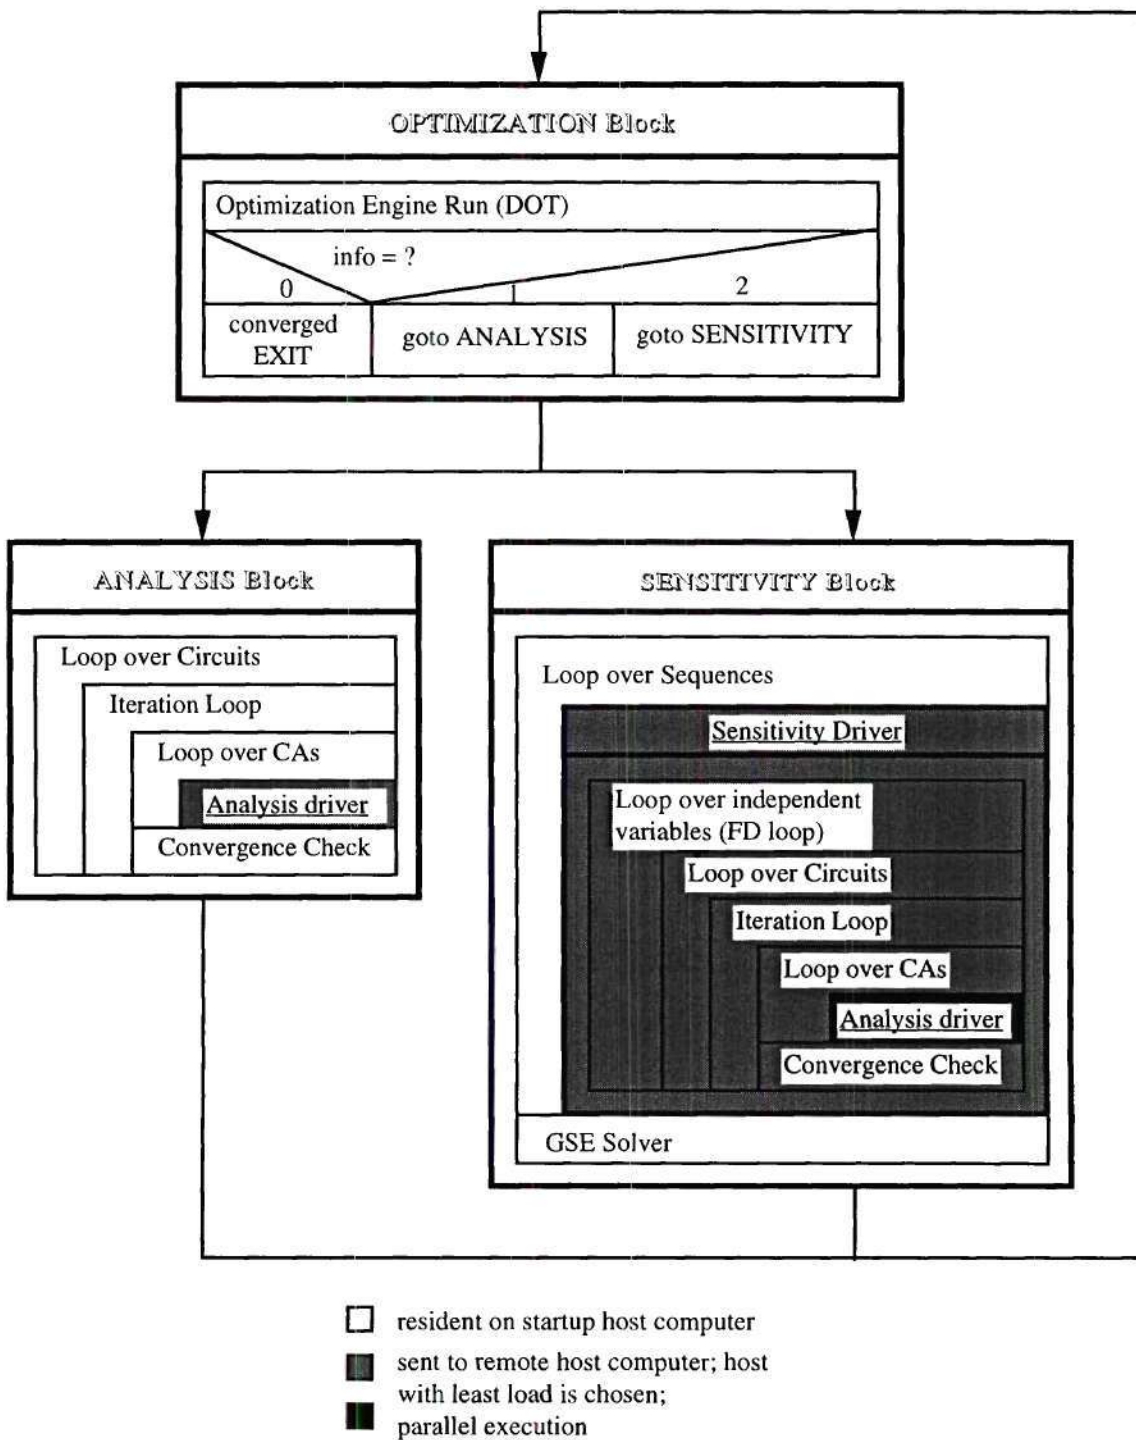 OPTIMIZATION Block
Optimization Engine Run (DOT)
info = ?
0
1
2
converged
EXIT
goto ANALYSIS
goto SENSITIVITY
ANALYSIS Block
Loop over Circuits
Iteration Loop
Loop over CAs
Analysis driver
Convergence Check
SENSITIVITY Block
Loop over Sequences
Sensitivity Driver
Loop over independent
variables (FD loop)
Loop over Circuits
Iteration Loop
Loop over CAs
Analysis driver
Convergence Check
GSE Solver
resident on startup host computer
sent to remote host computer; host
with least load is chosen;
parallel execution